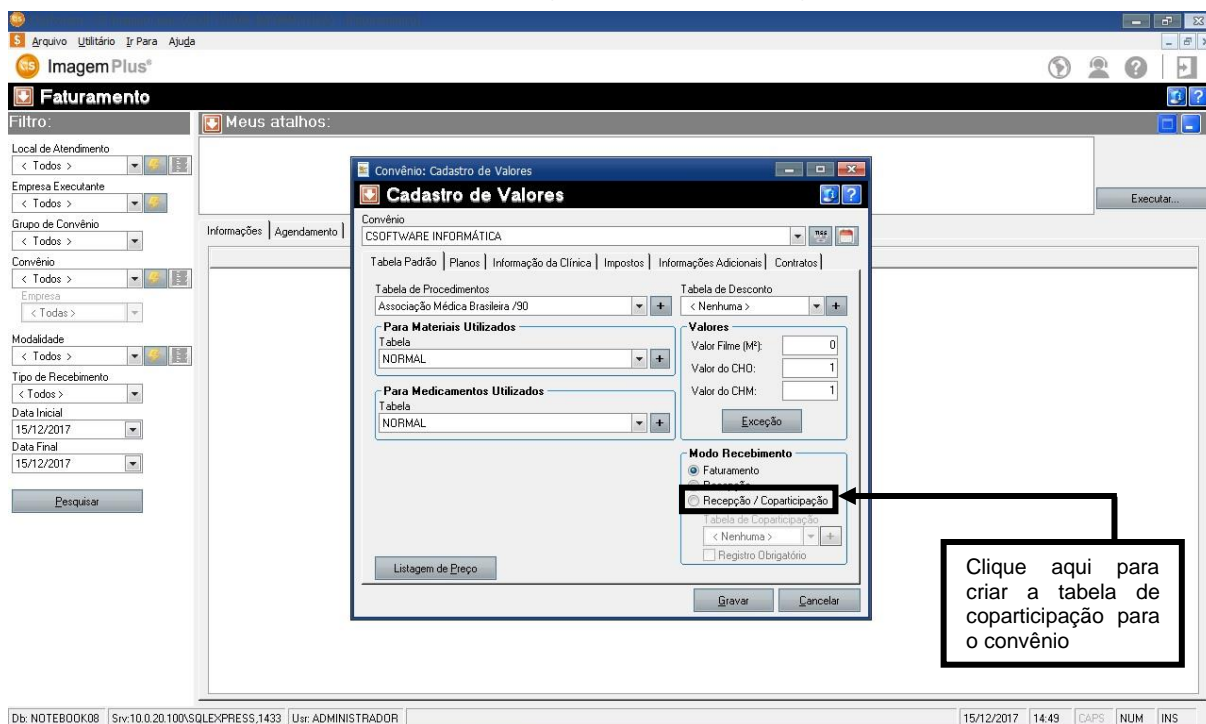 Arquivo Utilitário Ir Para Ajuda
cs ImagemPlus®
Faturamento
Filtro:
Meus atalhos:
Local de Atendimento
< Todos >
Empresa Executante
< Todos >
Grupo de Convênio
< Todos >
Convênio
< Todos >
Empresa
< Todas >
Modalidade
< Todos >
Tipo de Recebimento
< Todos >
Data Inicial
15/12/2017
Data Final
15/12/2017
Pesquisar
Executar...
Informações Agendamento
Convênio: Cadastro de Valores
Cadastro de Valores
Convênio
CSOFTWARE INFORMÁTICA
Tabela Padrão Planos Informação da Clínica Impostos Informações Adicionais Contratos
Tabela de Procedimentos
Associação Médica Brasileira /90
Tabela de Desconto
< Nenhuma >
Para Materiais Utilizados
Tabela
NORMAL
Para Medicamentos Utilizados
Tabela
NORMAL
Valores
Valor Filme (M²): 0
Valor do CHO: 1
Valor do CHM: 1
Exceção
Modo Recebimento
Faturamento
Recepção
Recepção / Coparticipação
Tabela de Coparticipação
< Nenhuma >
Registro Obrigatório
Listagem de Preço
Gravar Cancelar
Clique aqui para
criar a tabela de
coparticipação para
o convênio
Db: NOTEBOOK08 Srv:10.0.20.100\SQLEXPRESS,1433 Usr: ADMINISTRADOR 15/12/2017 14:49 CAPS NUM INS